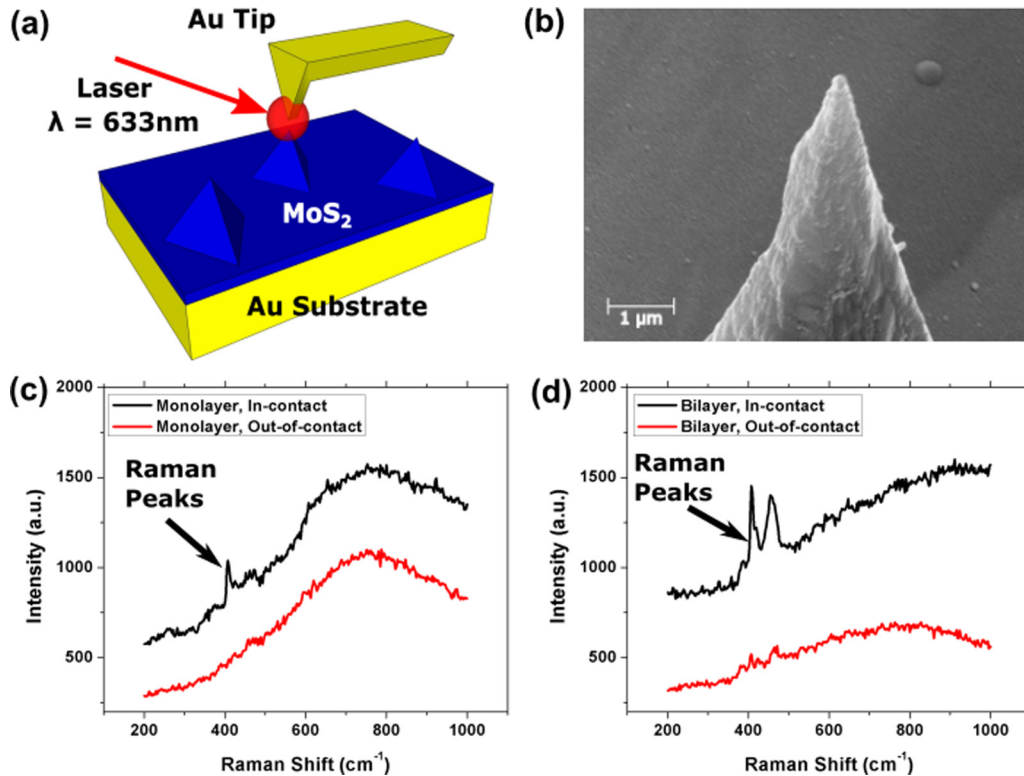 (a)
Au Tip
Laser
λ = 633nm
MoS₂
Au Substrate
(b)
1 µm
(c)
2000
1500
1000
500
Intensity (a.u.)
Monolayer, In-contact
Monolayer, Out-of-contact
Raman
Peaks
200 400 600 800 1000
Raman Shift (cm⁻¹)
(d)
2000
1500
1000
500
Intensity (a.u.)
Bilayer, In-contact
Bilayer, Out-of-contact
Raman
Peaks
200 400 600 800 1000
Raman Shift (cm⁻¹)